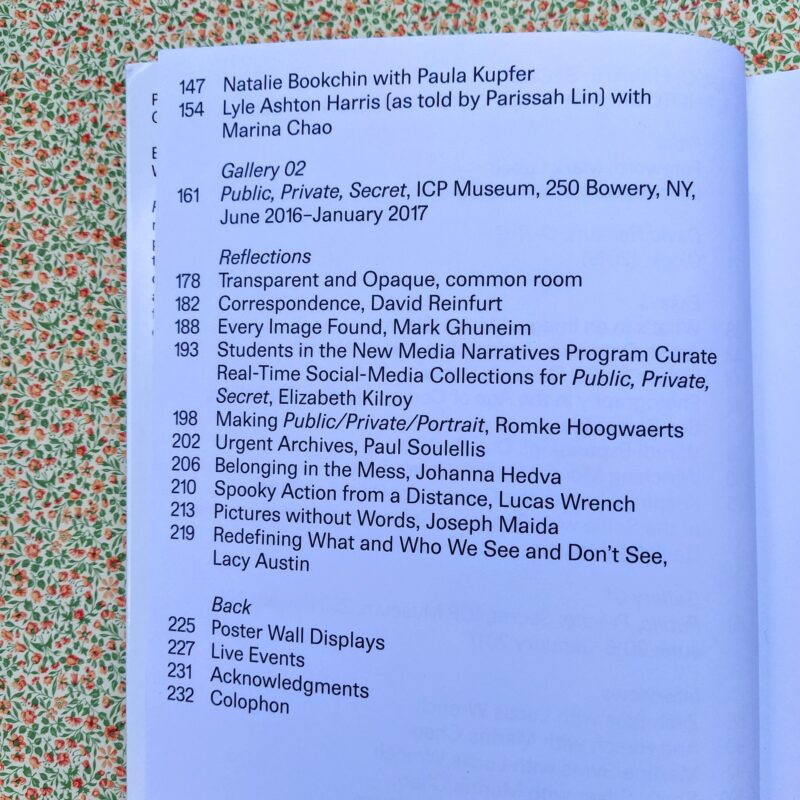 147 Natalie Bookchin with Paula Kupfer
154 Lyle Ashton Harris (as told by Parissah Lin) with
Marina Chao
Gallery 02
161 Public, Private, Secret, ICP Museum, 250 Bowery, NY,
June 2016–January 2017
Reflections
178 Transparent and Opaque, common room
182 Correspondence, David Reinfurt
188 Every Image Found, Mark Ghuneim
193 Students in the New Media Narratives Program Curate
Real-Time Social-Media Collections for Public, Private,
Secret, Elizabeth Kilroy
198 Making Public/Private/Portrait, Romke Hoogwaerts
202 Urgent Archives, Paul Soulellis
206 Belonging in the Mess, Johanna Hedva
210 Spooky Action from a Distance, Lucas Wrench
213 Pictures without Words, Joseph Maida
219 Redefining What and Who We See and Don't See,
Lacy Austin
Back
225 Poster Wall Displays
227 Live Events
231 Acknowledgments
232 Colophon